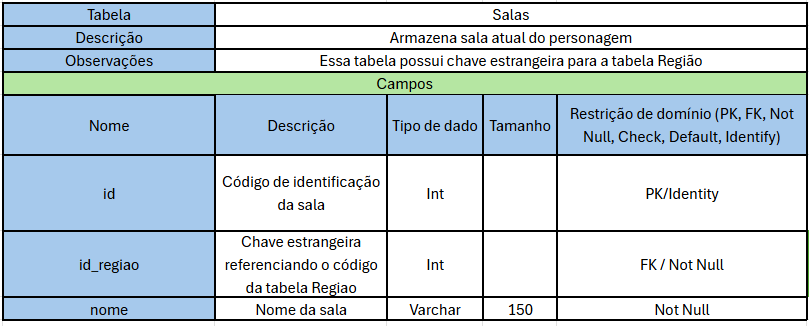 Tabela Salas
Descrição Armazena sala atual do personagem
Observações Essa tabela possui chave estrangeira para a tabela Região
Campos
Nome Descrição Tipo de dado Tamanho Restrição de domínio (PK, FK, Not
Null, Check, Default, Identify)
id Código de identificação
da sala Int PK/Identity
id_regiao Chave estrangeira
referenciando o código
da tabela Regiao Int FK / Not Null
nome Nome da sala Varchar 150 Not Null